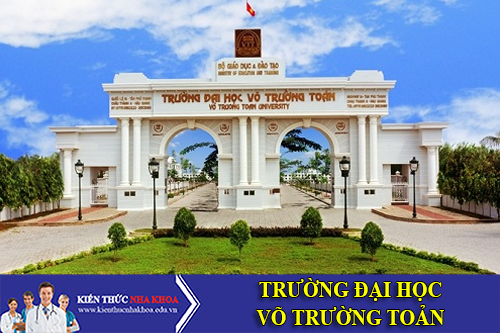 BỘ GIÁO DỤC & ĐÀO TẠO
MINISTRY OF EDUCATION AND TRAINING
TRƯỜNG ĐẠI HỌC VÕ TRƯỜNG TOẢN
VO TRUONG TOAN UNIVERSITY
KIẾN THỨC NHA KHOA
www.kienthucnhakhoa.edu.vn
TRƯỜNG ĐẠI HỌC
VÕ TRƯỜNG TOẢN